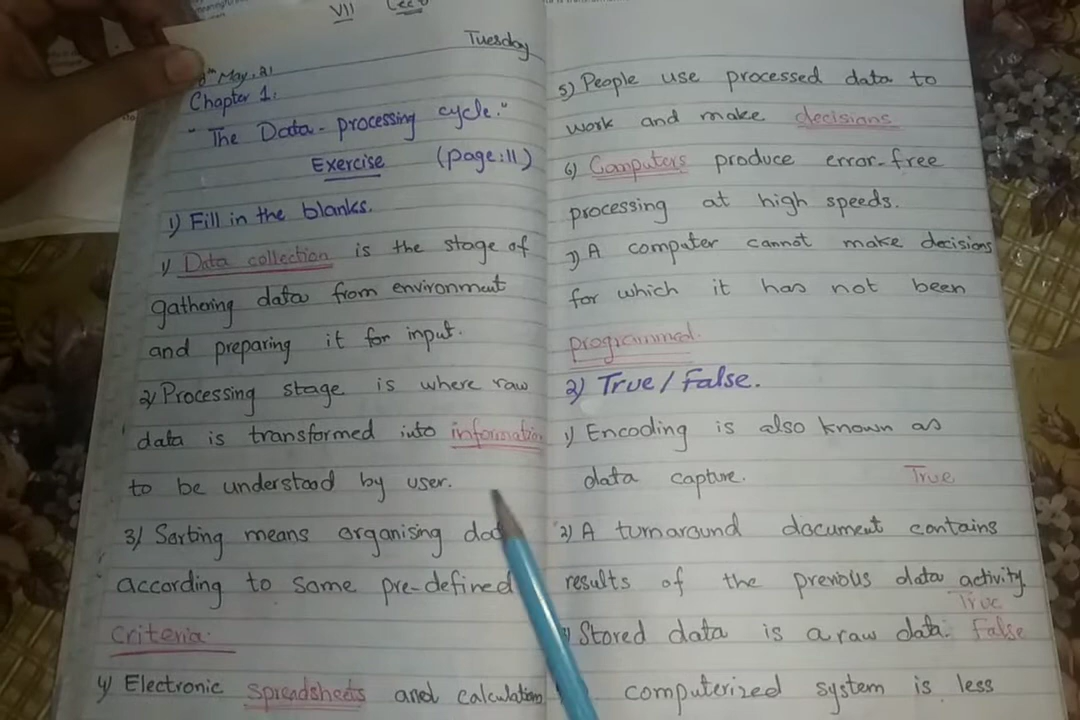 VII
Tuesday
May, 21
Chapter 1:
"The Data-processing cycle."
Exercise (page:11)
1) Fill in the blanks.
1) Data collection is the stage of
gathering data from environment
and preparing it for input.
2) Processing stage is where raw
data is transformed into information
to be understood by user.
3) Sorting means organising
according to some pre-defined
criteria.
4) Electronic spreadsheets and calculation
5) People use processed data to
work and make decisions
6) Computers produce error-free
processing at high speeds.
7) A computer cannot make decisions
for which it has not been
programmed.
2) True/False.
1) Encoding is also known as
data capture. True
2) A turnaround document contains
results of the previous data activity
True
3) Stored data is a raw data. False
computerized system is less